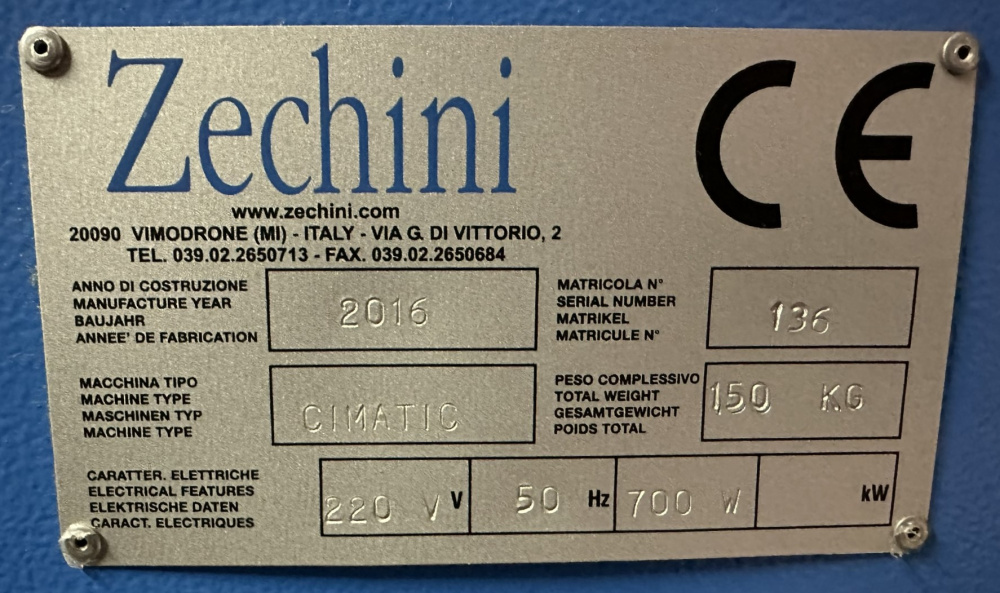 Zechini
CE
www.zechini.com
20090 VIMODRONE (MI) - ITALY - VIA G. DI VITTORIO, 2
TEL. 039.02.2650713 - FAX. 039.02.2650684
ANNO DI COSTRUZIONE
MANUFACTURE YEAR
BAUJAHR
ANNEE' DE FABRICATION
2016
MATRICOLA N°
SERIAL NUMBER
MATRIKEL
MATRICULE N°
136
MACCHINA TIPO
MACHINE TYPE
MASCHINEN TYP
MACHINE TYPE
CIMATIC
PESO COMPLESSIVO
TOTAL WEIGHT
GESAMTGEWICHT
POIDS TOTAL
150 KG
CARATTER. ELETTRICHE
ELECTRICAL FEATURES
ELEKTRISCHE DATEN
CARACT. ELECTRIQUES
220 V V
50 Hz
700 W
kW